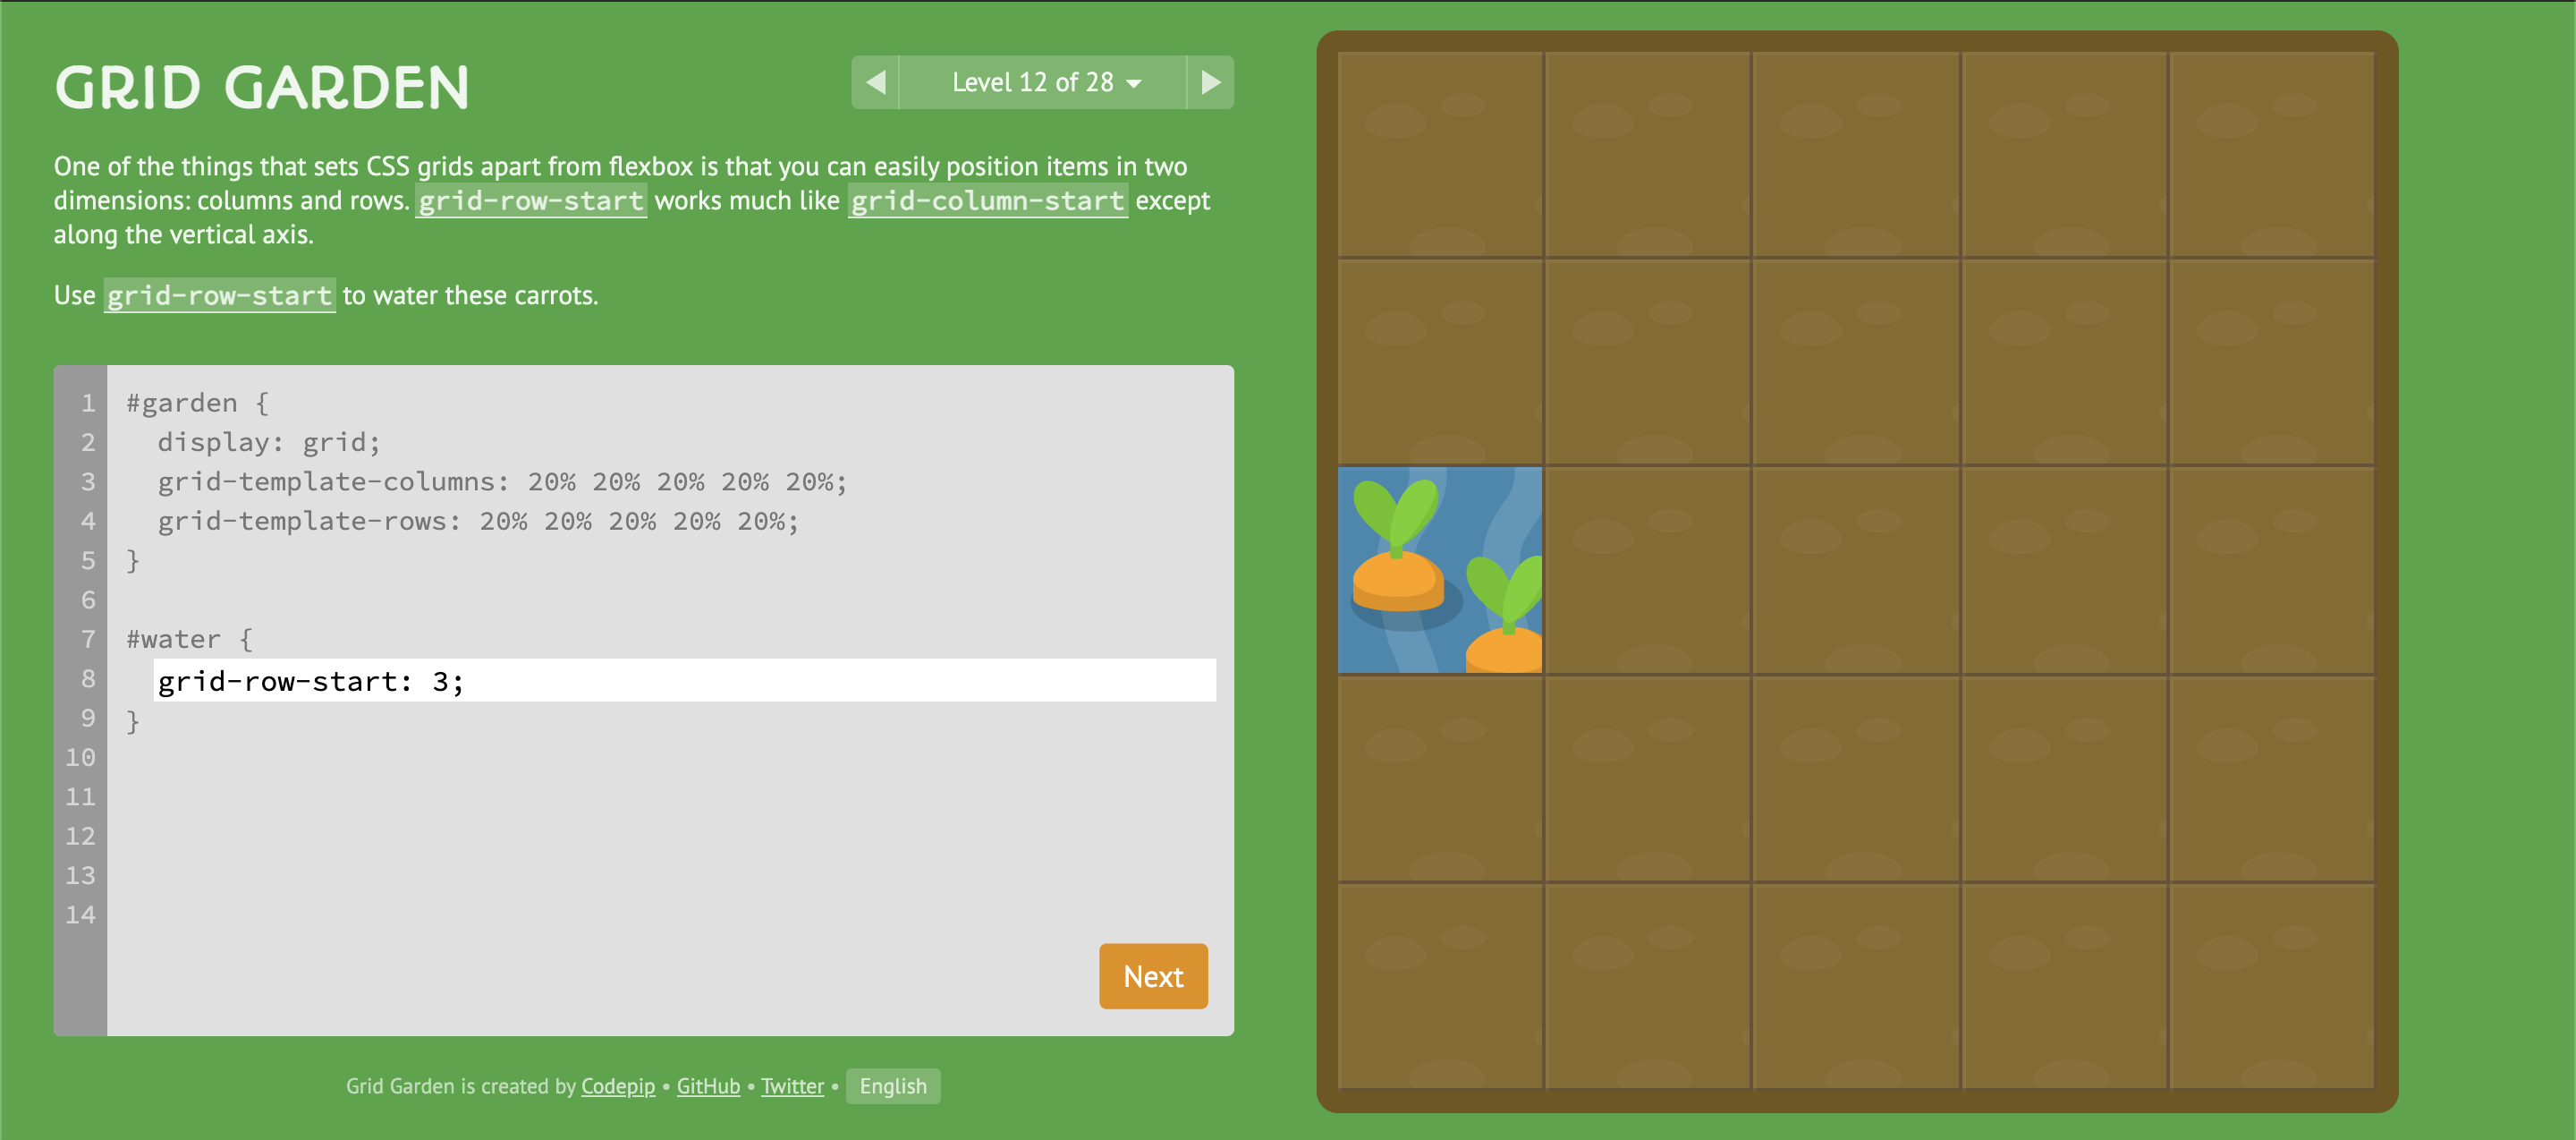 GRID GARDEN
Level 12 of 28
One of the things that sets CSS grids apart from flexbox is that you can easily position items in two
dimensions: columns and rows. grid-row-start works much like grid-column-start except
along the vertical axis.
Use grid-row-start to water these carrots.
1 #garden {
2 display: grid;
3 grid-template-columns: 20% 20% 20% 20% 20%;
4 grid-template-rows: 20% 20% 20% 20% 20%;
5 }
6
7 #water {
8 grid-row-start: 3;
9 }
10
11
12
13
14
Next
Grid Garden is created by Codepip • GitHub • Twitter • English